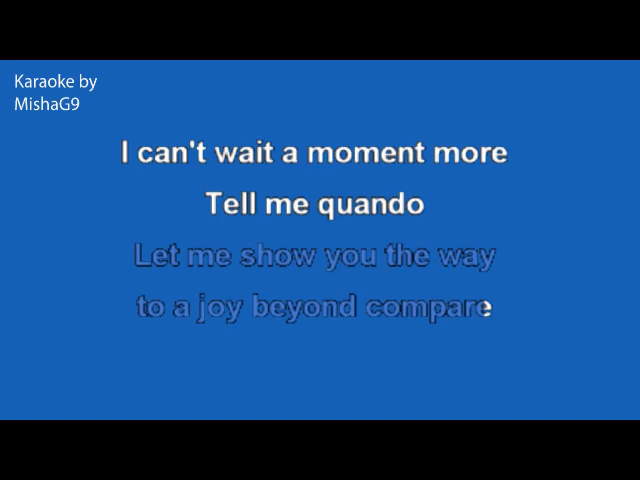 Karaoke by
MishaG9
I can't wait a moment more
Tell me quando
Let me show you the way
to a joy beyond compare